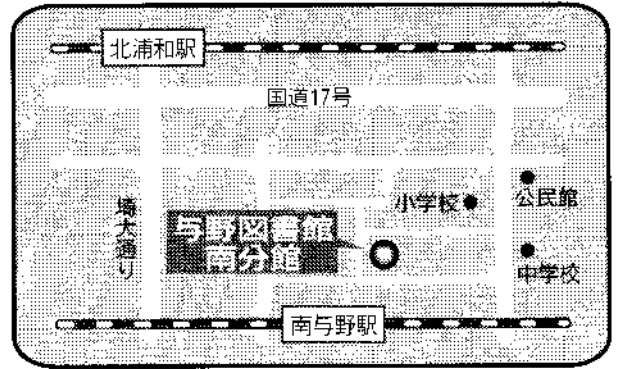 北浦和駅
国道17号
小学校
公民館
埼大通り
与野図書館
南分館
中学校
南与野駅